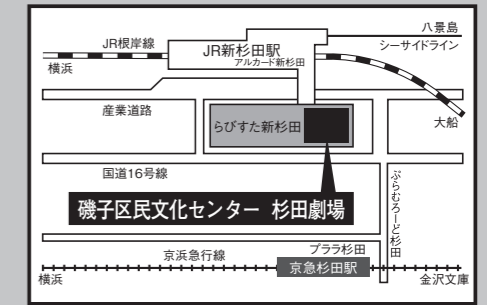 八景島
JR根岸線
JR新杉田駅
シーサイドライン
アルカード新杉田
横浜
産業道路
らびすた新杉田
大船
国道16号線
ぷらむろーど杉田
磯子区民文化センター 杉田劇場
京浜急行線
プララ杉田
京急杉田駅
横浜
金沢文庫